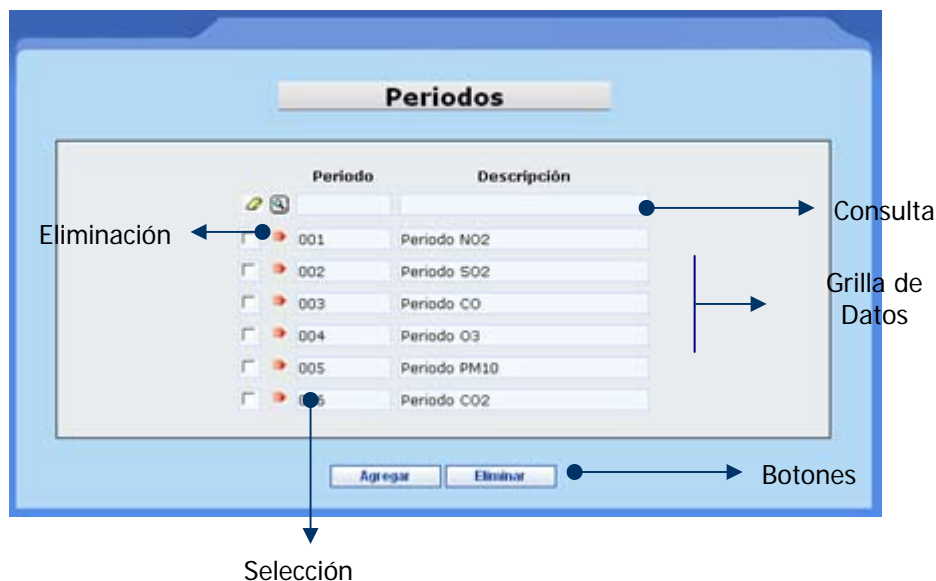 Periodos
Periodo Descripción
Consulta
Eliminación
001 Periodo NO2
002 Periodo SO2
Grilla de
Datos
003 Periodo CO
004 Periodo O3
005 Periodo PM10
Periodo CO2
Agregar Eliminar
Botones
Selección